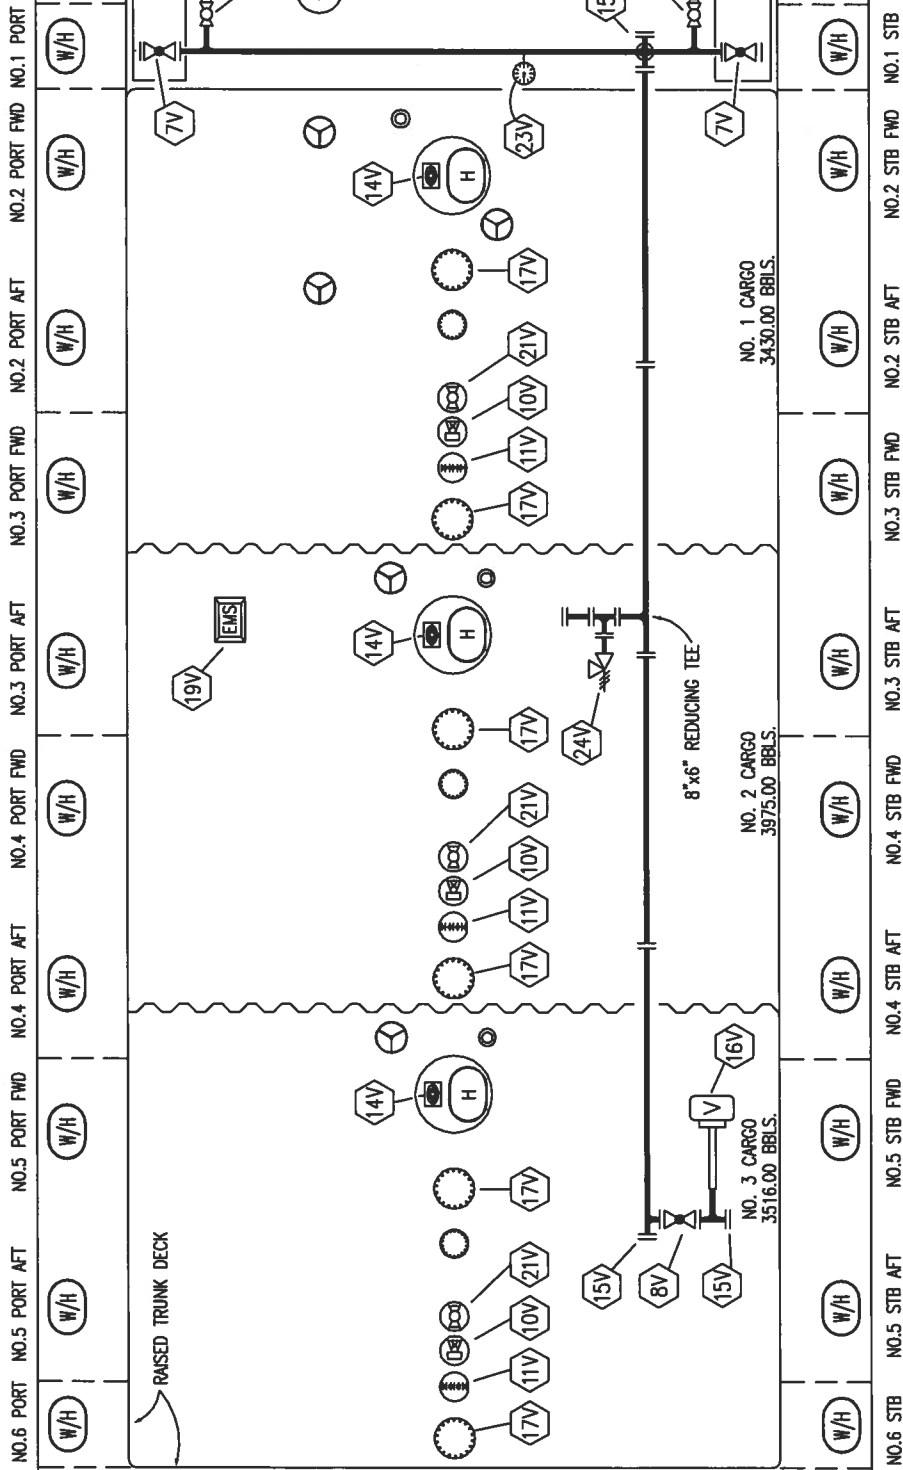 NO.6 PORT
NO.5 PORT AFT
NO.5 PORT FWD
NO.4 PORT AFT
NO.4 PORT FWD
NO.3 PORT AFT
NO.3 PORT FWD
NO.2 PORT AFT
NO.2 PORT FWD
NO.1 PORT
W/H
W/H
W/H
W/H
W/H
W/H
W/H
W/H
W/H
W/H
RAISED TRUNK DECK
7V
19V
EMS
14V
14V
14V
H
H
H
17V
11V
10V
21V
17V
17V
11V
10V
21V
17V
17V
11V
10V
21V
17V
23V
24V
15V
15
8V
8"x6" REDUCING TEE
15V
V
16V
7V
NO. 3 CARGO
3516.00 BBLS.
NO. 2 CARGO
3975.00 BBLS.
NO. 1 CARGO
3430.00 BBLS.
W/H
W/H
W/H
W/H
W/H
W/H
W/H
W/H
W/H
W/H
NO.6 STB
NO.5 STB AFT
NO.5 STB FWD
NO.4 STB AFT
NO.4 STB FWD
NO.3 STB AFT
NO.3 STB FWD
NO.2 STB AFT
NO.2 STB FWD
NO.1 STB